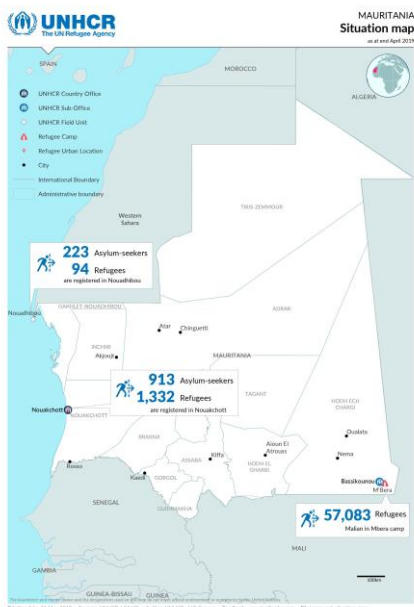 UNHCR
The UN Refugee Agency
MAURITANIA
Situation map
as at end April 2019
SPAIN
MOROCCO
ALGERIA
UNHCR Country Office
UNHCR Sub Office
UNHCR Field Unit
Refugee Camp
Refugee Urban Location
City
International Boundary
Administrative boundary
Western
Sahara
TIRIS ZEMMOUR
223 Asylum-seekers
94 Refugees
are registered in Nouadhibou
Nouadhibou
ADRAR
Atar
Chinguetti
INCHIRI
Akjoujt
MAURITANIA
913 Asylum-seekers
1,332 Refugees
are registered in Nouakchott
TAGANT
HODH ECH
CHARGI
Nouakchott
NOUAKCHOTT
BRAKNA
Oualata
Aioun El
Atrouss
Kiffa
ASSABA
Nema
Rosso
Kaedi
GORGOL
HODH EL
GHARBI
Bassikounou
M'Bera
GUIDIMAKHA
57,083 Refugees
Malian in Mbera camp
SENEGAL
MALI
GAMBIA
GUINEA-BISSAU
GUINEA
100km